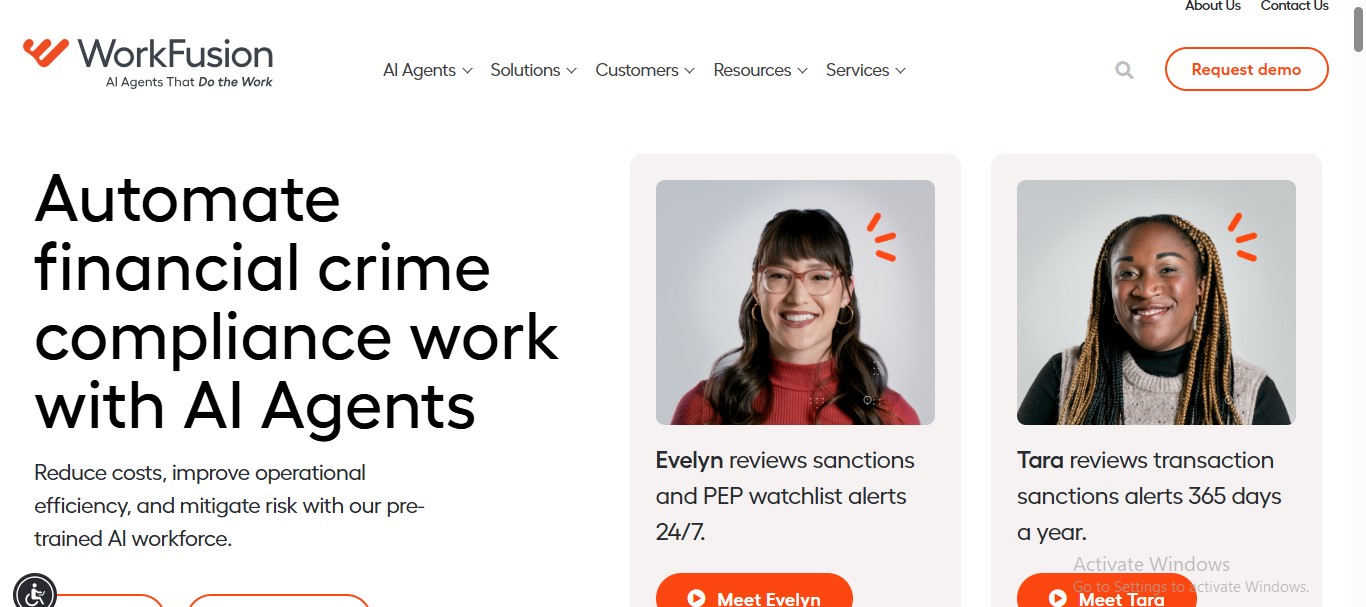 About Us Contact Us
WorkFusion
AI Agents That Do the Work
AI Agents Solutions Customers Resources Services
Request demo
Automate
financial crime
compliance work
with AI Agents
Reduce costs, improve operational
efficiency, and mitigate risk with our pre-
trained AI workforce.
Evelyn reviews sanctions
and PEP watchlist alerts
24/7.
Meet Evelyn
Tara reviews transaction
sanctions alerts 365 days
a year.
Meet Tara
Activate Windows
Go to Settings to activate Windows.